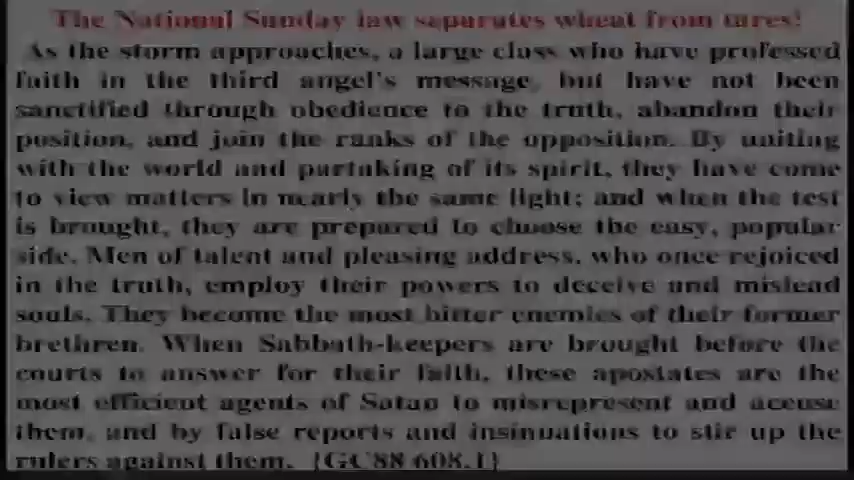 The National Sunday law separates wheat from tares!
As the storm approaches, a large class who have professed
faith in the third angel's message, but have not been
sanctified through obedience to the truth, abandon their
position, and join the ranks of the opposition. By uniting
with the world and partaking of its spirit, they have come
to view matters in nearly the same light; and when the test
is brought, they are prepared to choose the easy, popular
side. Men of talent and pleasing address, who once rejoiced
in the truth, employ their powers to deceive and mislead
souls. They become the most bitter enemies of their former
brethren. When Sabbath-keepers are brought before the
courts to answer for their faith, these apostates are the
most efficient agents of Satan to misrepresent and accuse
them, and by false reports and insinuations to stir up the
rulers against them. {GC88 608.1}